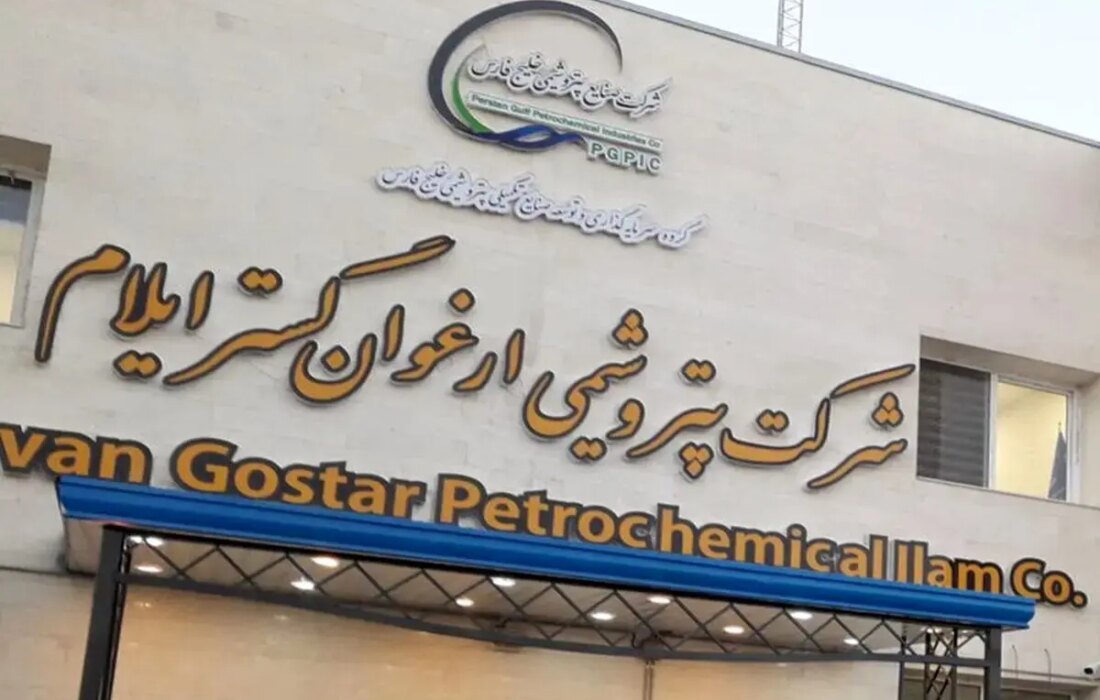 شرکت صنایع پتروشیمی خلیج فارس
Persian Gulf Petrochemical Industries Co
PGPIC
گروه سرمایه گذاری و توسعه صنایع تکمیلی پتروشیمی خلیج فارس
شرکت پتروشیمی ارغوان گستر ایلام
van Gostar Petrochemical Ilam Co.